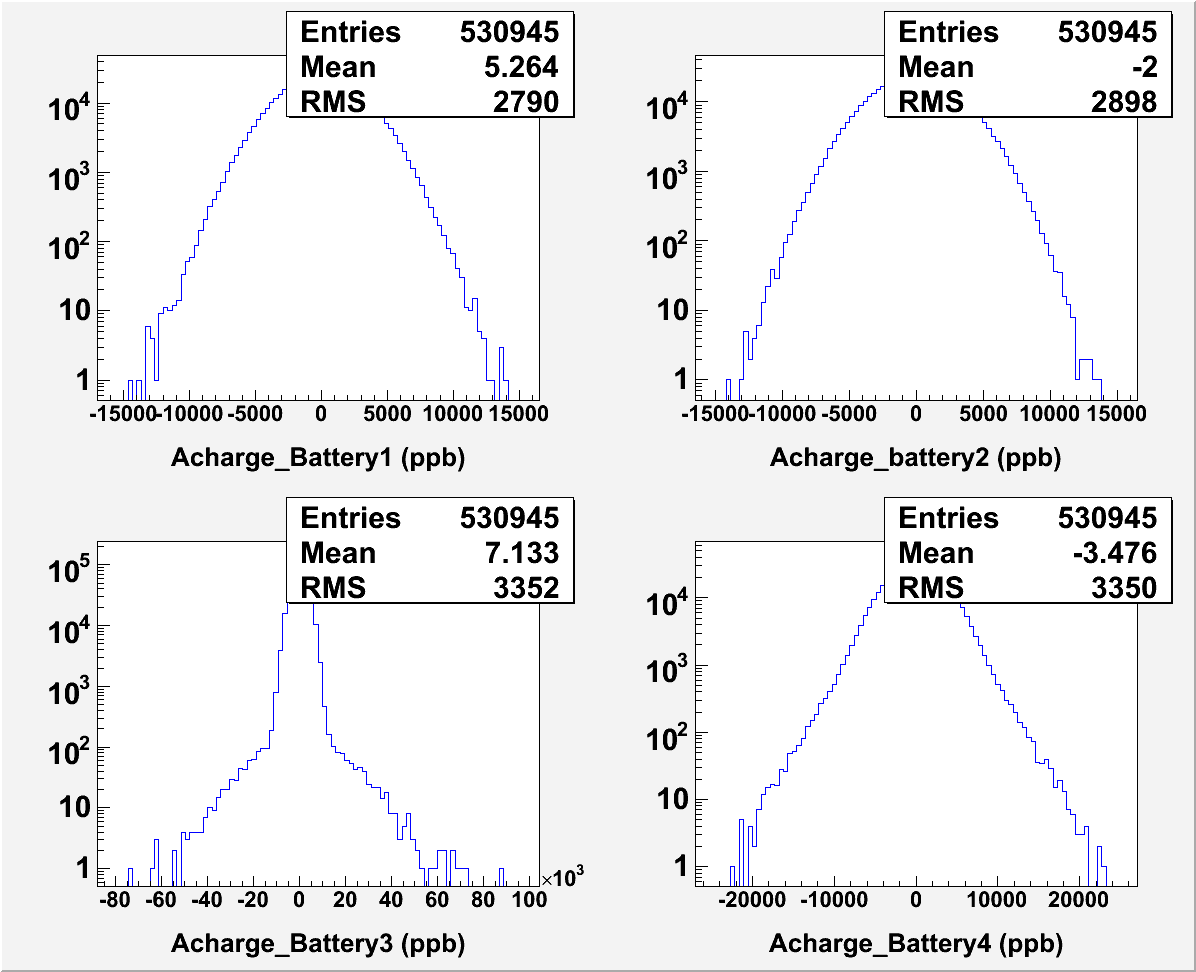 Entries 530945
Mean 5.264
RMS 2790
10^4
10^3
10^2
10
1
-15000 -10000 -5000 0 5000 10000 15000
Acharge_Battery1 (ppb)
Entries 530945
Mean -2
RMS 2898
10^4
10^3
10^2
10
1
-15000 -10000 -5000 0 5000 10000 15000
Acharge_battery2 (ppb)
Entries 530945
Mean 7.133
RMS 3352
10^5
10^4
10^3
10^2
10
1
-80 -60 -40 -20 0 20 40 60 80 100 ×10^3
Acharge_Battery3 (ppb)
Entries 530945
Mean -3.476
RMS 3350
10^4
10^3
10^2
10
1
-20000 -10000 0 10000 20000
Acharge_Battery4 (ppb)